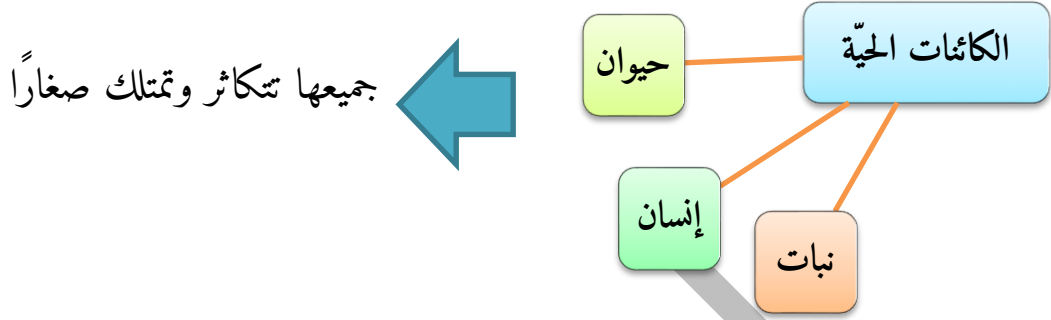 الكائنات الحيّة
حيوان
إنسان
نبات
جميعها تتكاثر وتمتلك صغارًا